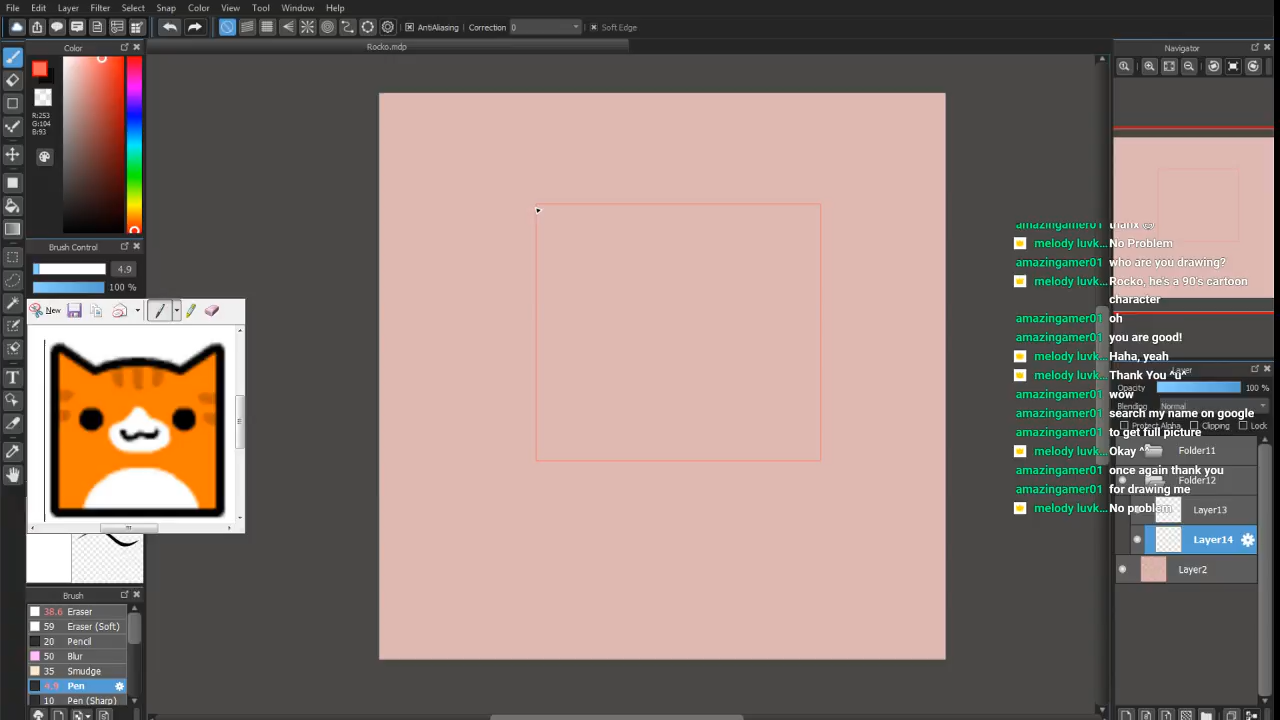 File Edit Layer Filter Select Snap Color View Tool Window Help
AntiAliasing Correction 0 Soft Edge
Rocko.mdp
Color
R:253
G:104
B:93
Brush Control
4.9
100 %
New
Brush
38.6 Eraser
59 Eraser (Soft)
20 Pencil
50 Blur
35 Smudge
4.9 Pen
10 Pen (Sharp)
Navigator
amazingamer01 thanx
melody luvk... No Problem
amazingamer01 who are you drawing?
melody luvk... Rocko, he's a 90's cartoon
character
amazingamer01 oh
amazingamer01 you are good!
melody luvk... Haha, yeah
melody luvk... Thank You ^u^
amazingamer01 wow
amazingamer01 search my name on google
amazingamer01 to get full picture
melody luvk... Okay ^^
amazingamer01 once again thank you
amazingamer01 for drawing me
melody luvk... No problem
Layer
Opacity 100 %
Blending Normal
Protect Alpha Clipping Lock
Folder11
Folder12
Layer13
Layer14
Layer2